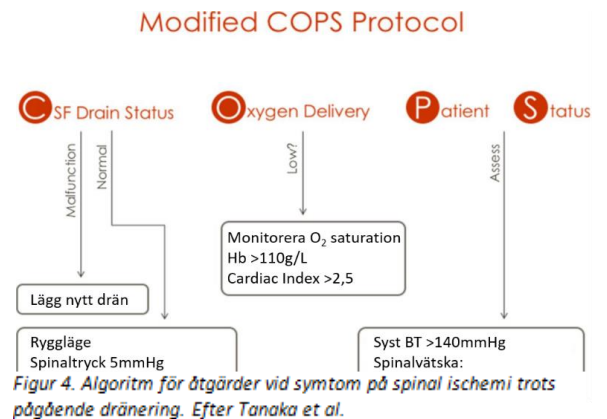 Modified COPS Protocol
CSF Drain Status
Oxygen Delivery
Patient Status
Malfunction
Normal
Low?
Assess
Monitorera O₂ saturation
Hb >110g/L
Cardiac Index >2,5
Lägg nytt drän
Ryggläge
Spinaltryck 5mmHg
Syst BT >140mmHg
Spinalvätska:
Figur 4. Algoritm för åtgärder vid symtom på spinal ischemi trots
pågående dränering. Efter Tanaka et al.